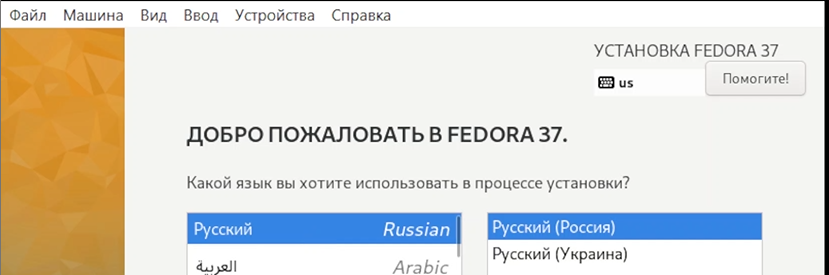 Файл Машина Вид Ввод Устройства Справка
УСТАНОВКА FEDORA 37
us
Помогите!
ДОБРО ПОЖАЛОВАТЬ В FEDORA 37.
Какой язык вы хотите использовать в процессе установки?
Русский Russian
العربية Arabic
Русский (Россия)
Русский (Украина)